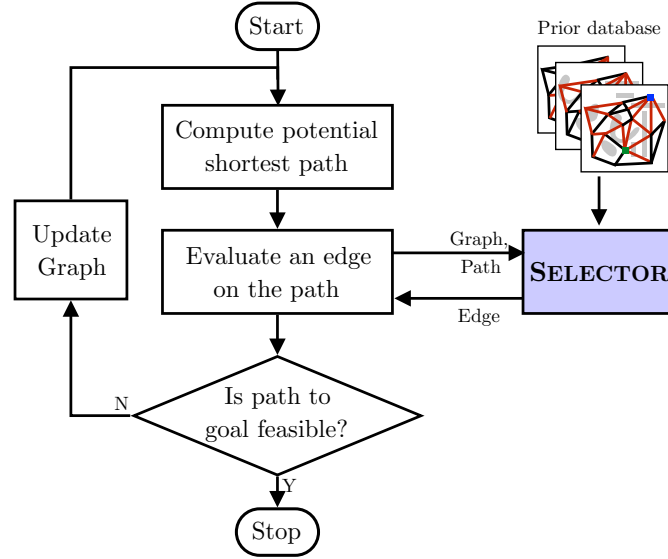 Start
Prior database
Compute potential
shortest path
Update
Graph
Evaluate an edge
on the path
Graph,
Path
SELECTOR
Edge
Is path to
goal feasible?
N
Y
Stop